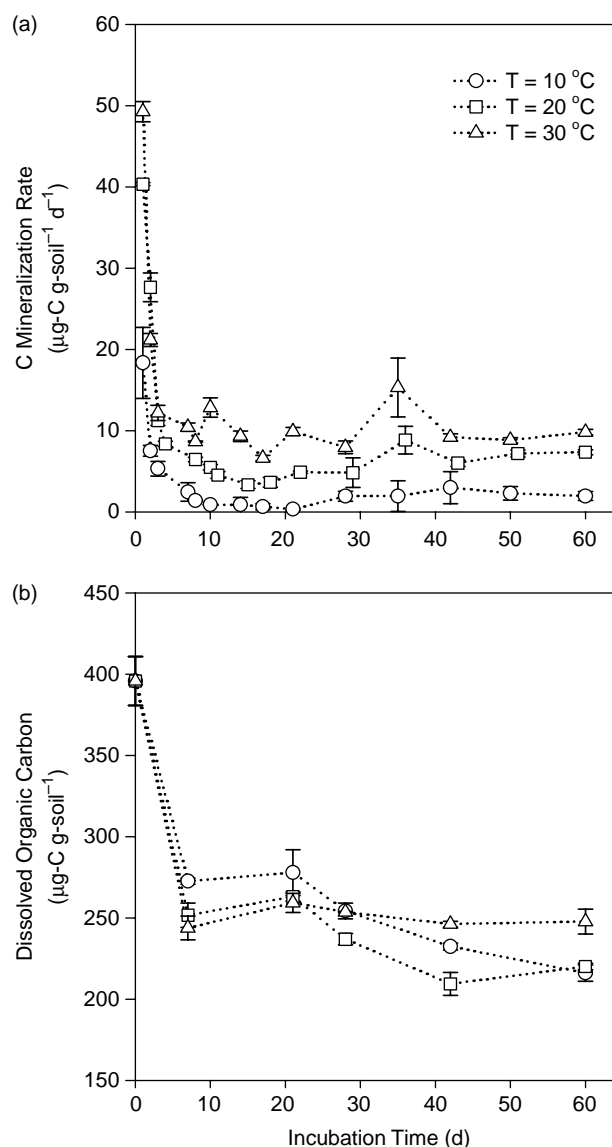 (a)
60
50
40
30
20
10
0
C Mineralization Rate
(µg-C g-soil⁻¹ d⁻¹)
T = 10 °C
T = 20 °C
T = 30 °C
0 10 20 30 40 50 60
(b)
450
400
350
300
250
200
150
Dissolved Organic Carbon
(µg-C g-soil⁻¹)
0 10 20 30 40 50 60
Incubation Time (d)